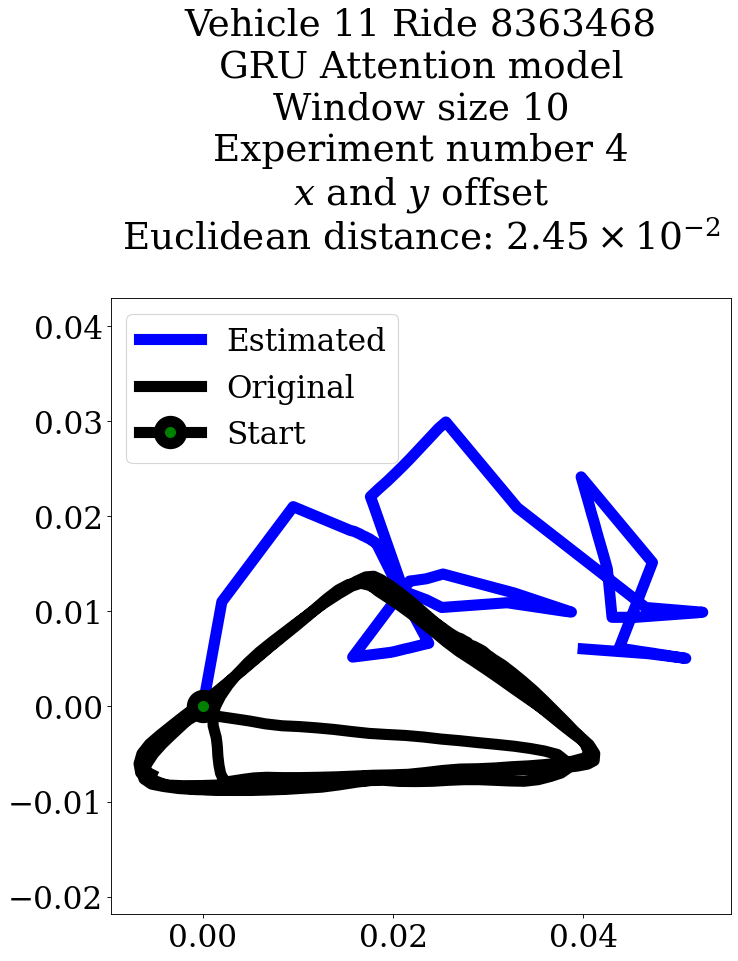 Vehicle 11 Ride 8363468
GRU Attention model
Window size 10
Experiment number 4
x and y offset
Euclidean distance: 2.45 × 10⁻²
Estimated
Original
Start
0.04
0.03
0.02
0.01
0.00
−0.01
−0.02
0.00 0.02 0.04